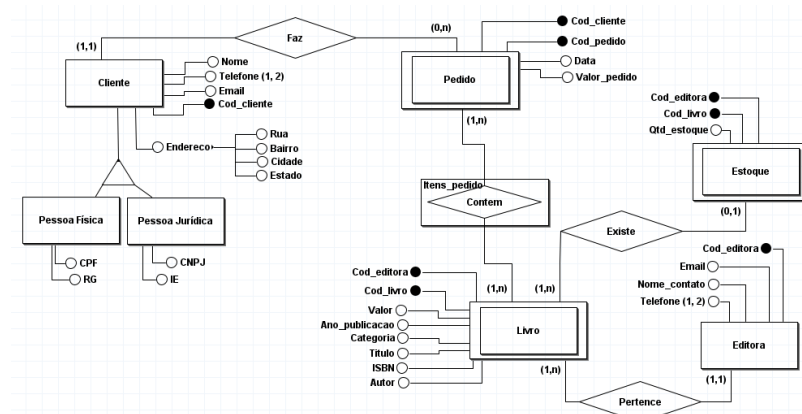 Faz
(1,1)
(0,n)
Cliente
Nome
Telefone (1, 2)
Email
Cod_cliente
Endereco
Rua
Bairro
Cidade
Estado
Pessoa Física
CPF
RG
Pessoa Jurídica
CNPJ
IE
Pedido
Cod_cliente
Cod_pedido
Data
Valor_pedido
(1,n)
Itens_pedido
Contem
(1,n)
Cod_editora
Cod_livro
Qtd_estoque
Estoque
(0,1)
Existe
(1,n)
Cod_editora
Cod_livro
Valor
Ano_publicacao
Categoria
Titulo
ISBN
Autor
Livro
(1,n)
Cod_editora
Email
Nome_contato
Telefone (1, 2)
Editora
(1,1)
Pertence